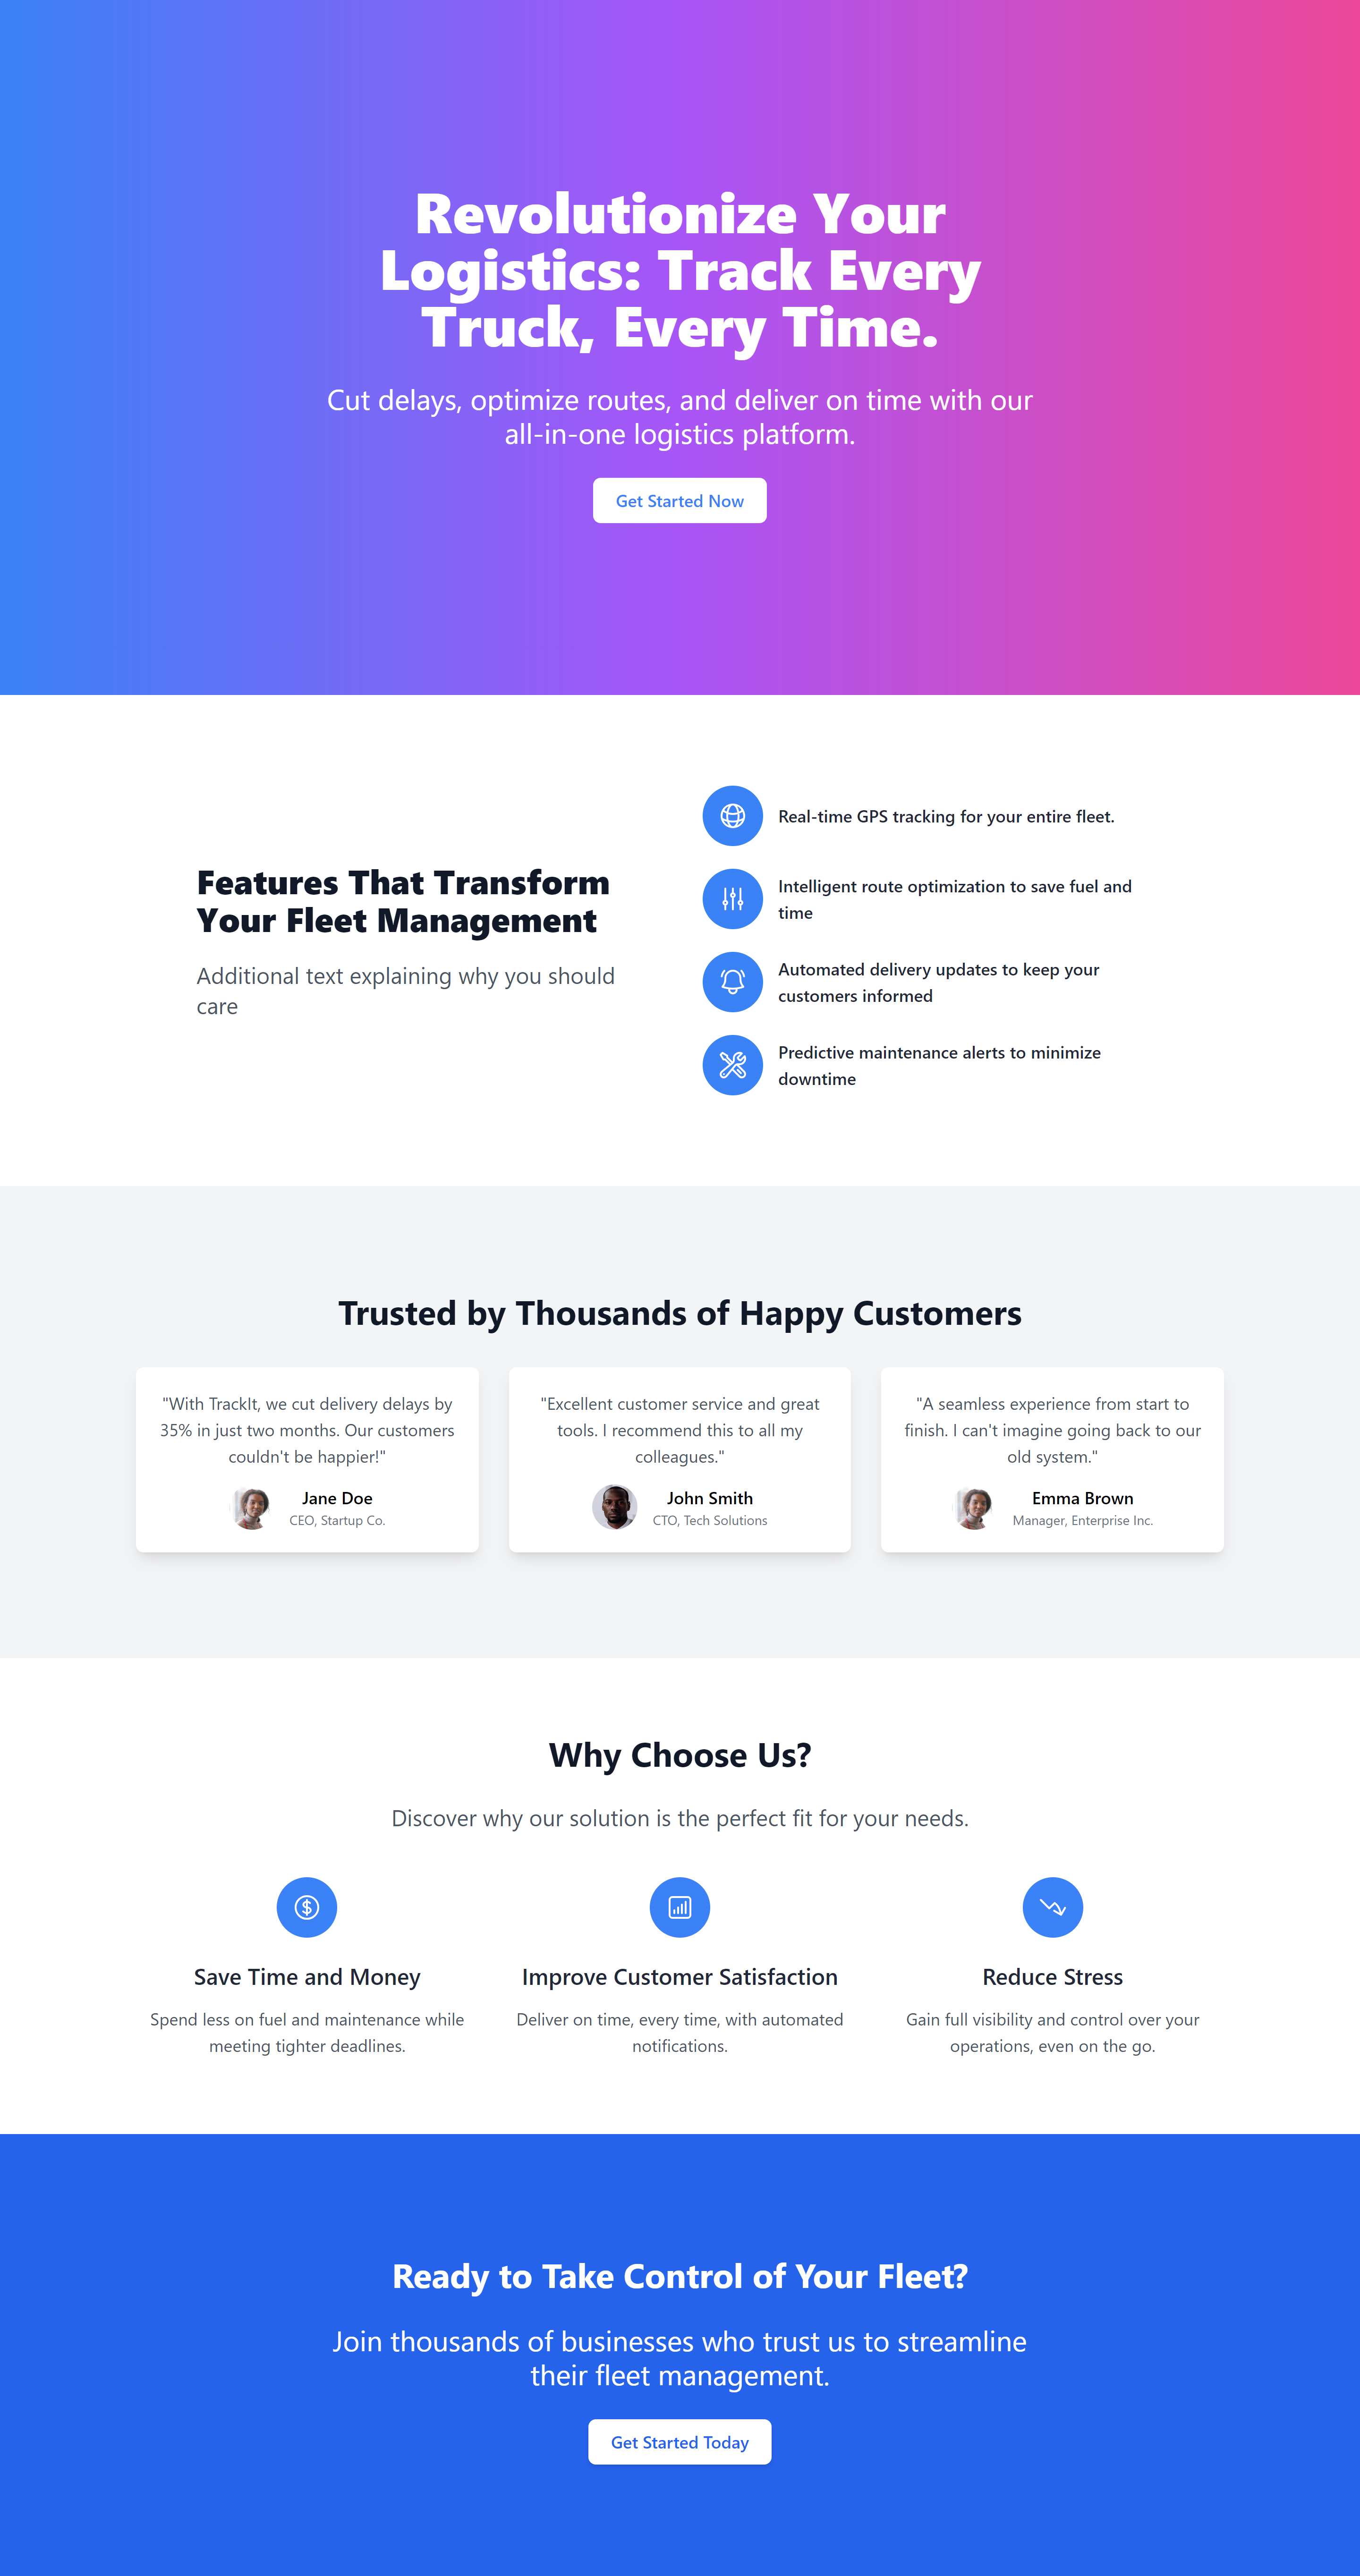 Revolutionize Your
Logistics: Track Every
Truck, Every Time.
Cut delays, optimize routes, and deliver on time with our
all-in-one logistics platform.
Get Started Now
Features That Transform
Your Fleet Management
Additional text explaining why you should
care
Real-time GPS tracking for your entire fleet.
Intelligent route optimization to save fuel and
time
Automated delivery updates to keep your
customers informed
Predictive maintenance alerts to minimize
downtime
Trusted by Thousands of Happy Customers
"With TrackIt, we cut delivery delays by
35% in just two months. Our customers
couldn't be happier!"
Jane Doe
CEO, Startup Co.
"Excellent customer service and great
tools. I recommend this to all my
colleagues."
John Smith
CTO, Tech Solutions
"A seamless experience from start to
finish. I can't imagine going back to our
old system."
Emma Brown
Manager, Enterprise Inc.
Why Choose Us?
Discover why our solution is the perfect fit for your needs.
Save Time and Money
Spend less on fuel and maintenance while
meeting tighter deadlines.
Improve Customer Satisfaction
Deliver on time, every time, with automated
notifications.
Reduce Stress
Gain full visibility and control over your
operations, even on the go.
Ready to Take Control of Your Fleet?
Join thousands of businesses who trust us to streamline
their fleet management.
Get Started Today